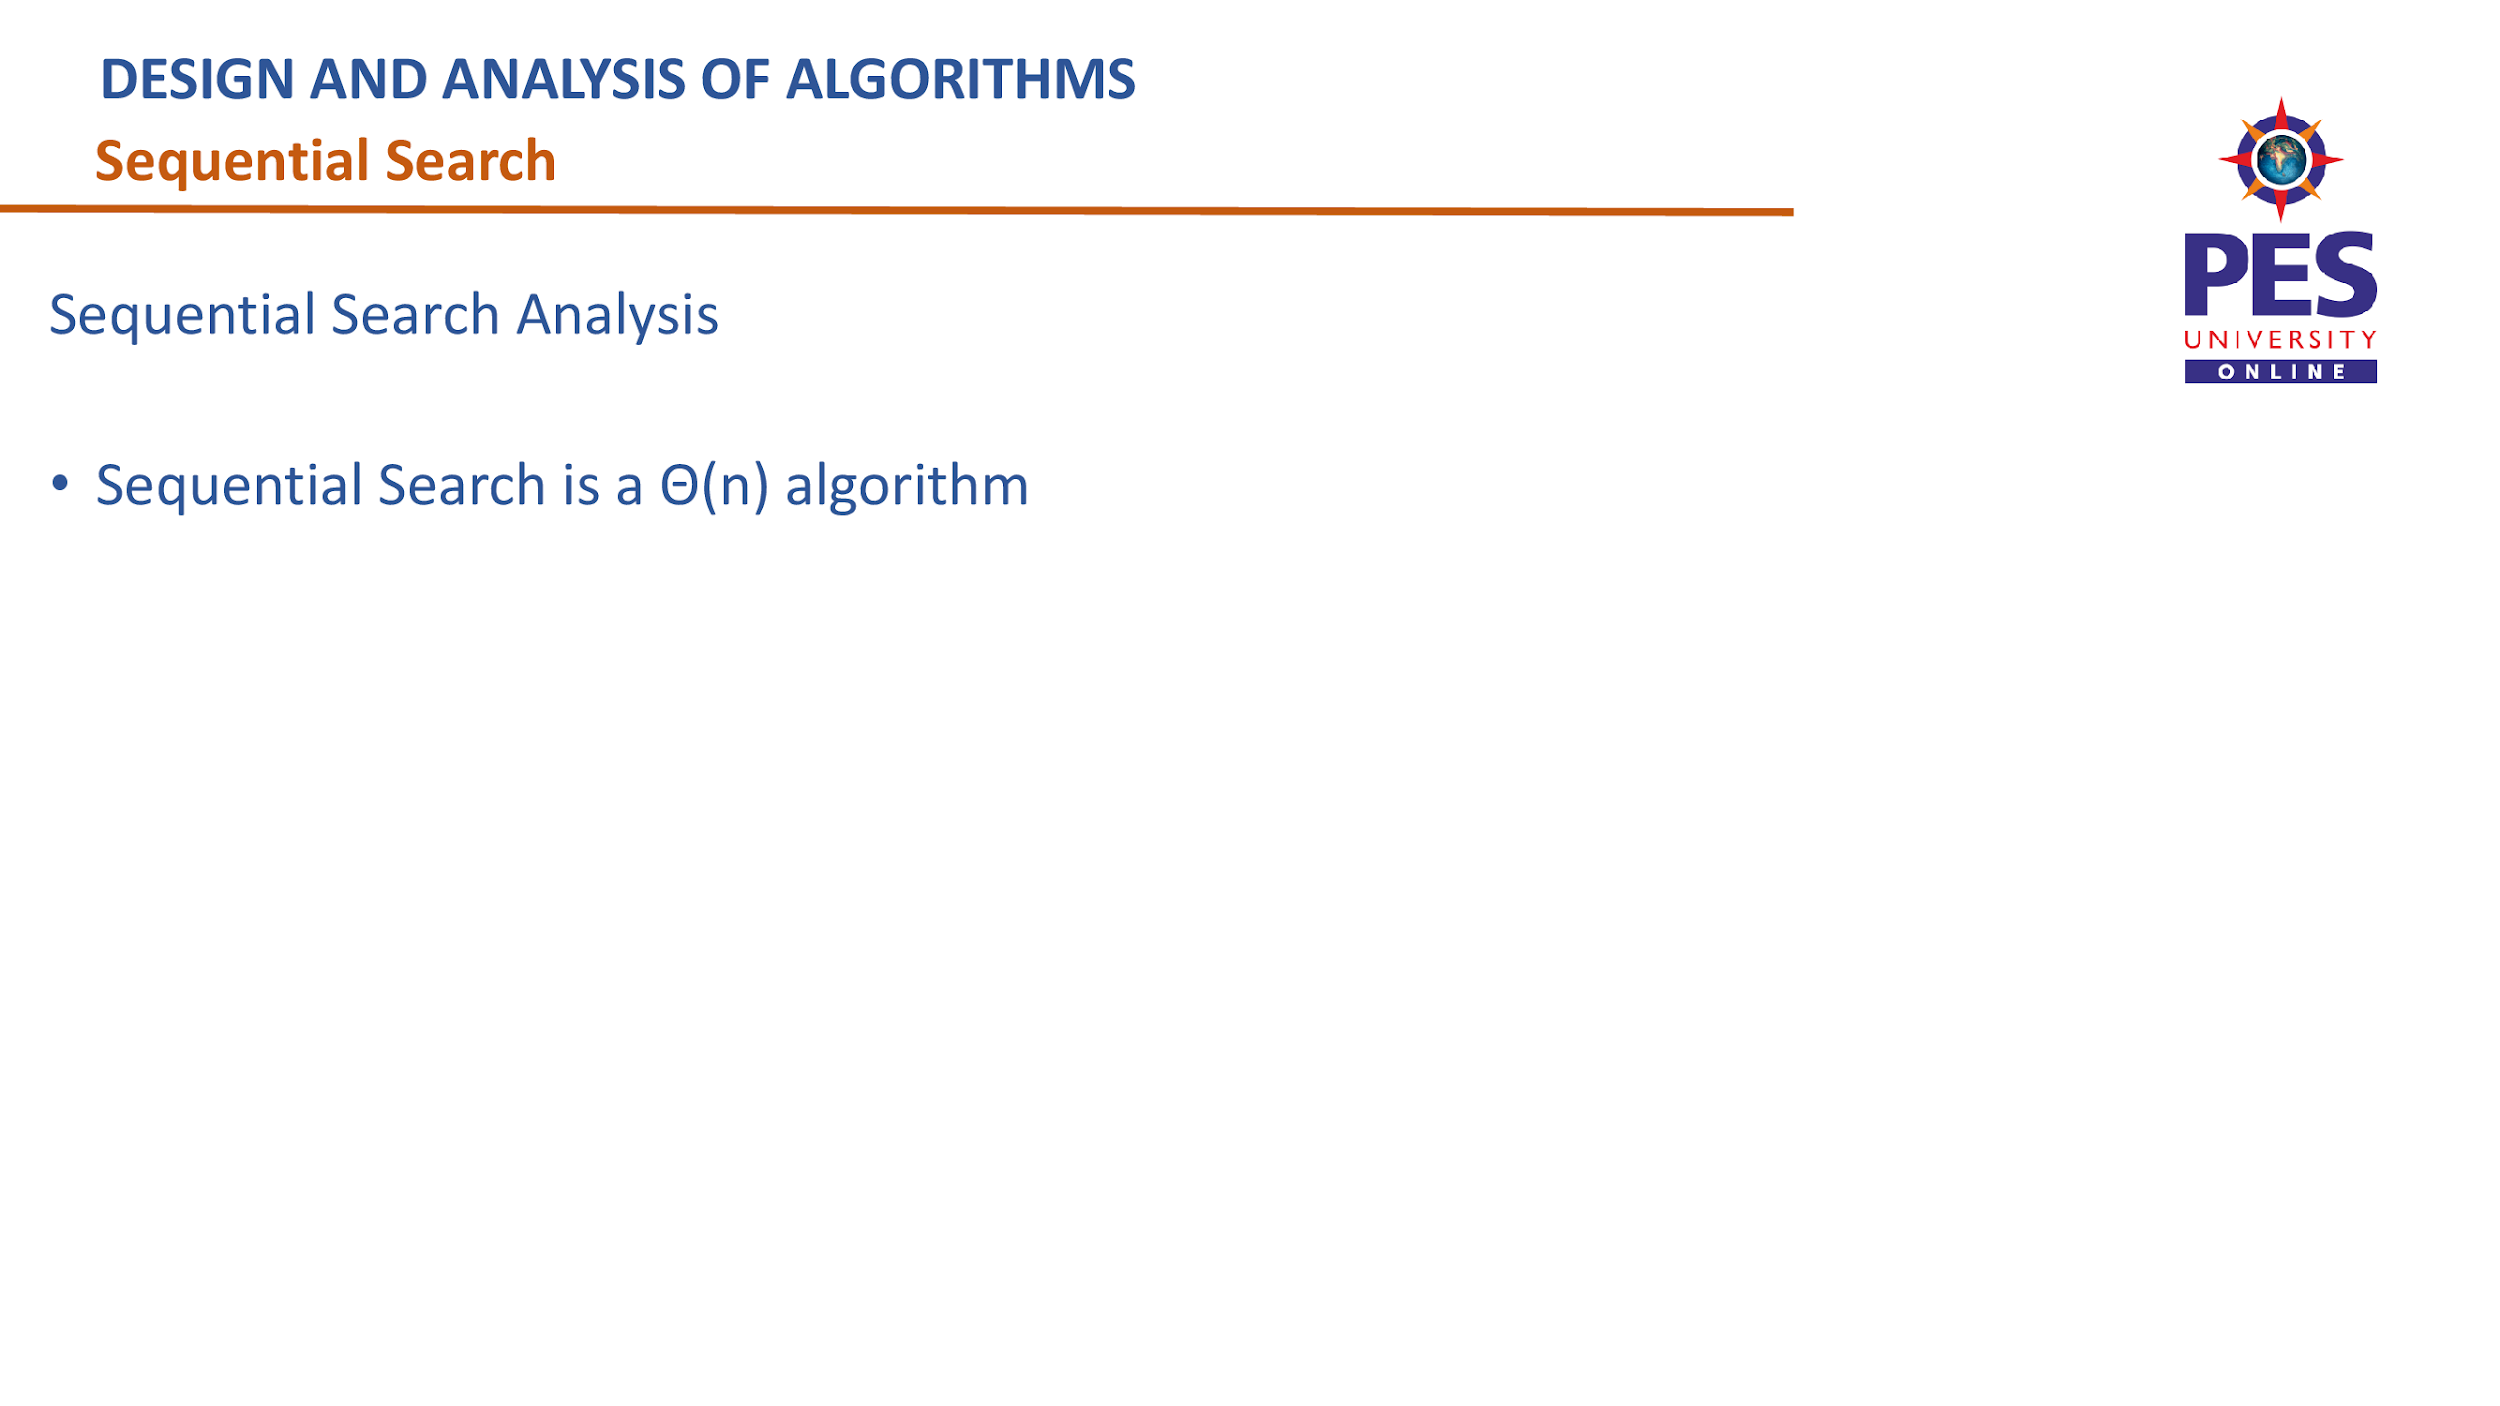 DESIGN AND ANALYSIS OF ALGORITHMS
Sequential Search
PES
UNIVERSITY
ONLINE
Sequential Search Analysis
• Sequential Search is a Θ(n) algorithm